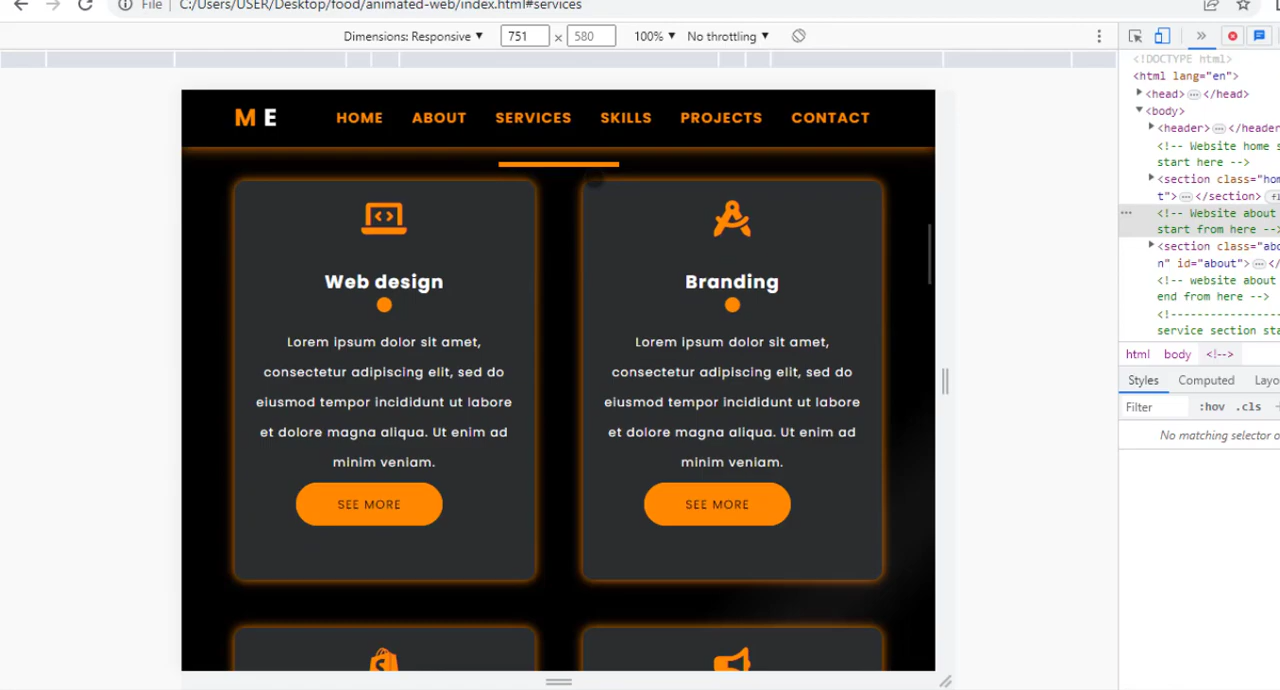 File | C:/Users/USER/Desktop/food/animated-web/index.html#services
Dimensions: Responsive ▼ 751 x 580 100% ▼ No throttling ▼
<!DOCTYPE html>
<html lang="en">
<head> ⋯ </head>
<body>
<header> ⋯ </header
<!-- Website home s
start here -->
<section class="hom
t"> ⋯ </section>
<!-- Website about
start from here -->
<section class="abo
n" id="about"> ⋯ </
<!-- website about
end from here -->
<!--
service section sta
html body <!-->
Styles Computed Layo
Filter :hov .cls +
No matching selector o
M E HOME ABOUT SERVICES SKILLS PROJECTS CONTACT
Web design
Lorem ipsum dolor sit amet,
consectetur adipiscing elit, sed do
eiusmod tempor incididunt ut labore
et dolore magna aliqua. Ut enim ad
minim veniam.
SEE MORE
Branding
Lorem ipsum dolor sit amet,
consectetur adipiscing elit, sed do
eiusmod tempor incididunt ut labore
et dolore magna aliqua. Ut enim ad
minim veniam.
SEE MORE